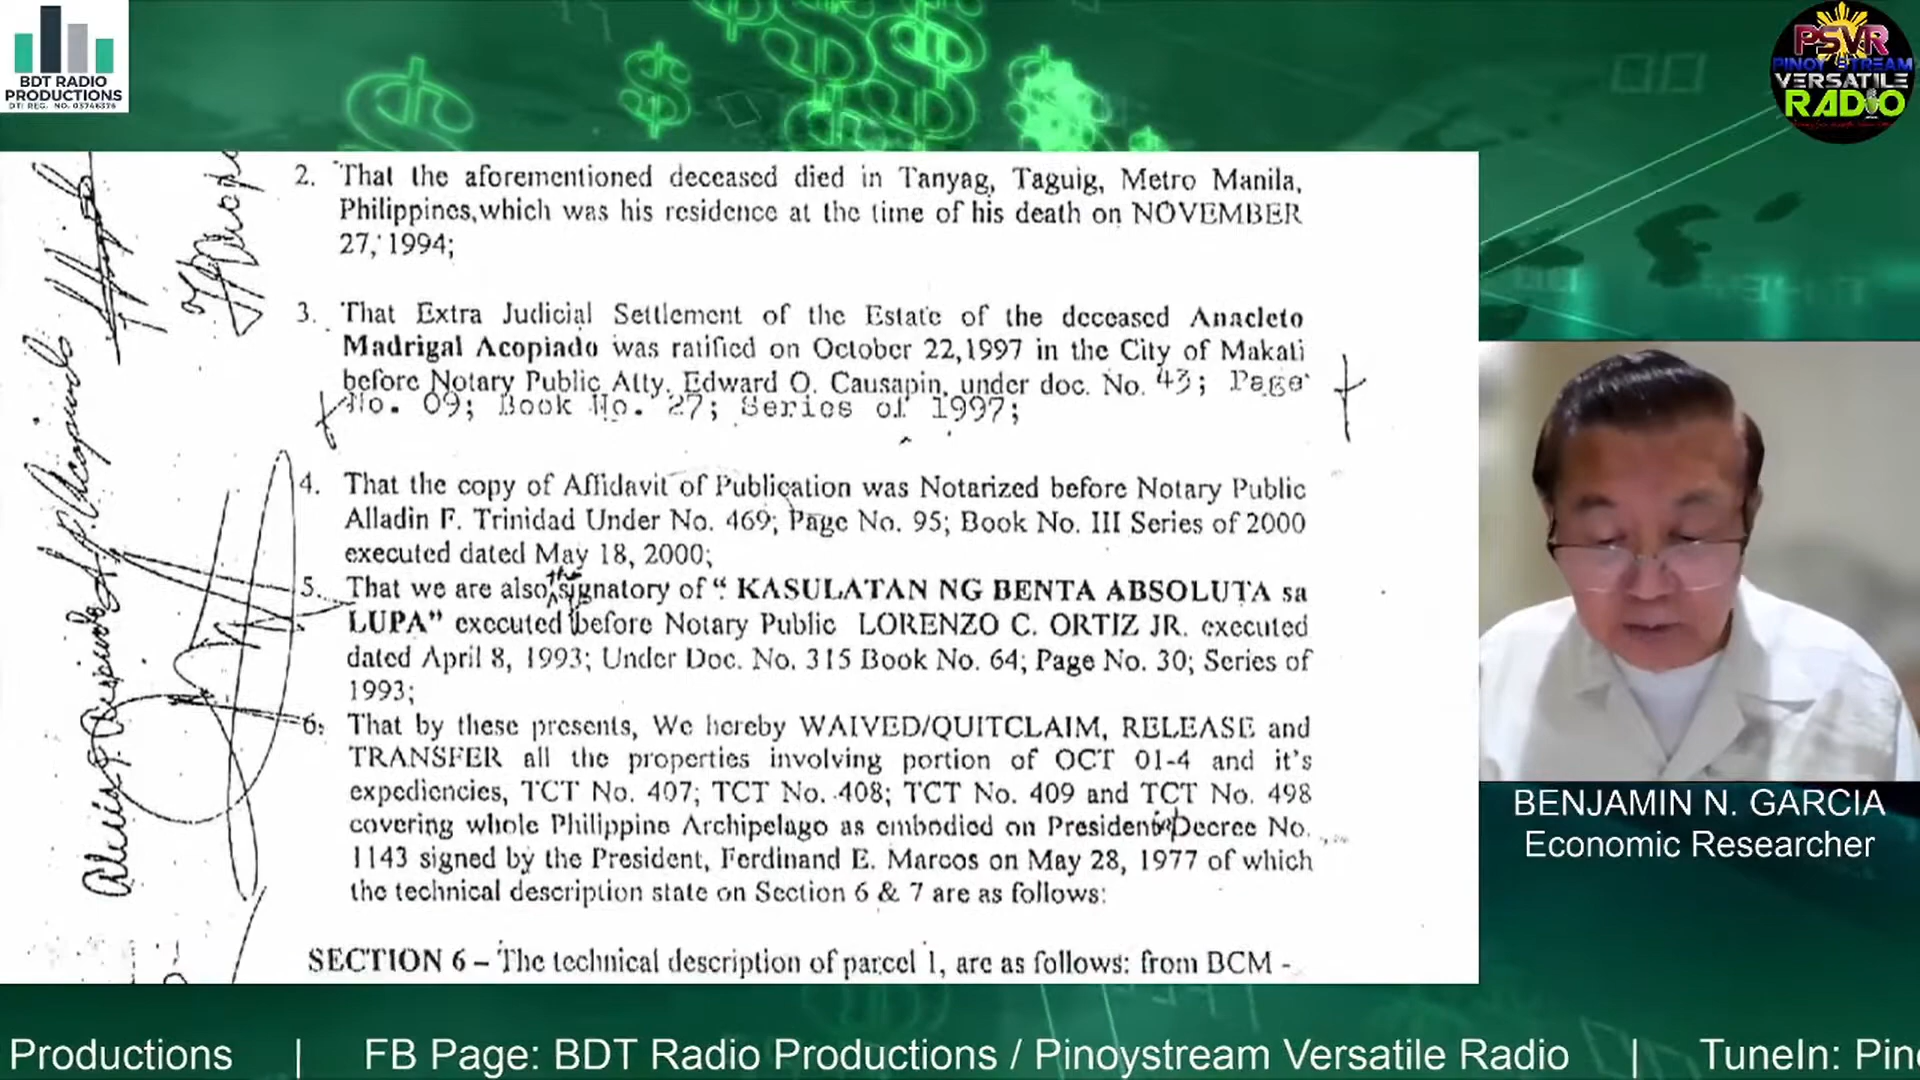 BDT RADIO
PRODUCTIONS
DTI REG. NO. 03746376
PSVR
PINOY STREAM
VERSATILE
RADIO
2. That the aforementioned deceased died in Tanyag, Taguig, Metro Manila,
Philippines,which was his residence at the time of his death on NOVEMBER
27, 1994;
3. That Extra Judicial Settlement of the Estate of the deceased Anacleto
Madrigal Acopiado was ratified on October 22,1997 in the City of Makati
before Notary Public Atty. Edward O. Causapin, under doc. No. 43; Page
No. 09; Book No. 27; Series of 1997;
4. That the copy of Affidavit of Publication was Notarized before Notary Public
Alladin F. Trinidad Under No. 469; Page No. 95; Book No. III Series of 2000
executed dated May 18, 2000;
5. That we are also the signatory of “ KASULATAN NG BENTA ABSOLUTA sa
LUPA” executed before Notary Public LORENZO C. ORTIZ JR. executed
dated April 8, 1993; Under Doc. No. 315 Book No. 64; Page No. 30; Series of
1993;
6. That by these presents, We hereby WAIVED/QUITCLAIM, RELEASE and
TRANSFER all the properties involving portion of OCT 01-4 and it's
expediencies, TCT No. 407; TCT No. 408; TCT No. 409 and TCT No. 498
covering whole Philippine Archipelago as embodied on Presidential Decree No.
1143 signed by the President, Ferdinand E. Marcos on May 28, 1977 of which
the technical description state on Section 6 & 7 are as follows:
SECTION 6 – The technical description of parcel 1, are as follows: from BCM -
BENJAMIN N. GARCIA
Economic Researcher
Productions | FB Page: BDT Radio Productions / Pinoystream Versatile Radio | TuneIn: Pin